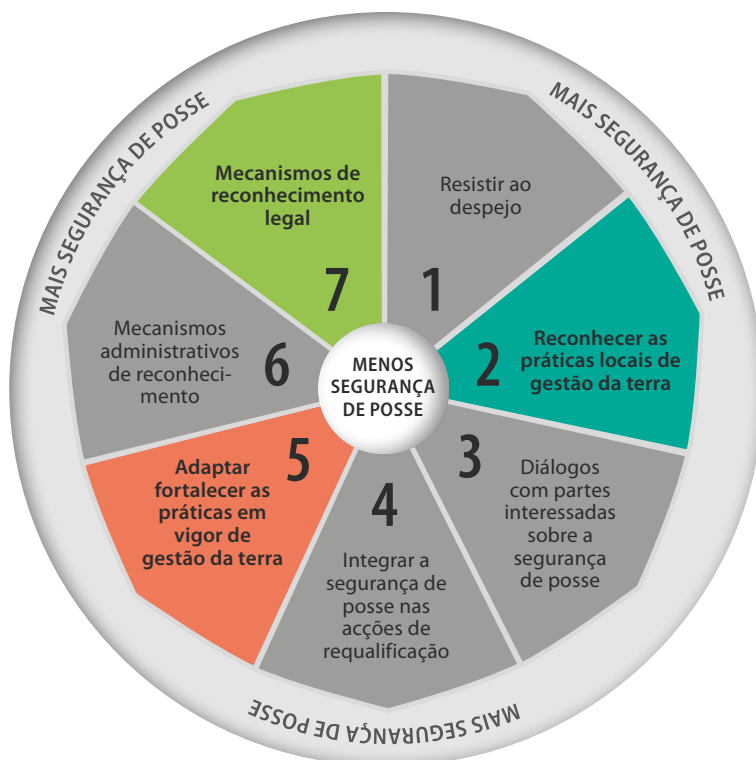 MAIS SEGURANÇA DE POSSE
MAIS SEGURANÇA DE POSSE
Mecanismos de
reconhecimento
legal
7
Resistir ao
despejo
1
Reconhecer as
práticas locais de
gestão da terra
2
Diálogos
com partes
interessadas
sobre a
segurança
de posse
3
4
Integrar a
segurança de
posse nas
acções de
requalificação
Adaptar
fortalecer as
práticas em
vigor de
gestão da terra
5
Mecanismos
administrativos
de reconheci-
mento
6
MENOS
SEGURANÇA
DE POSSE
MAIS SEGURANÇA DE POSSE